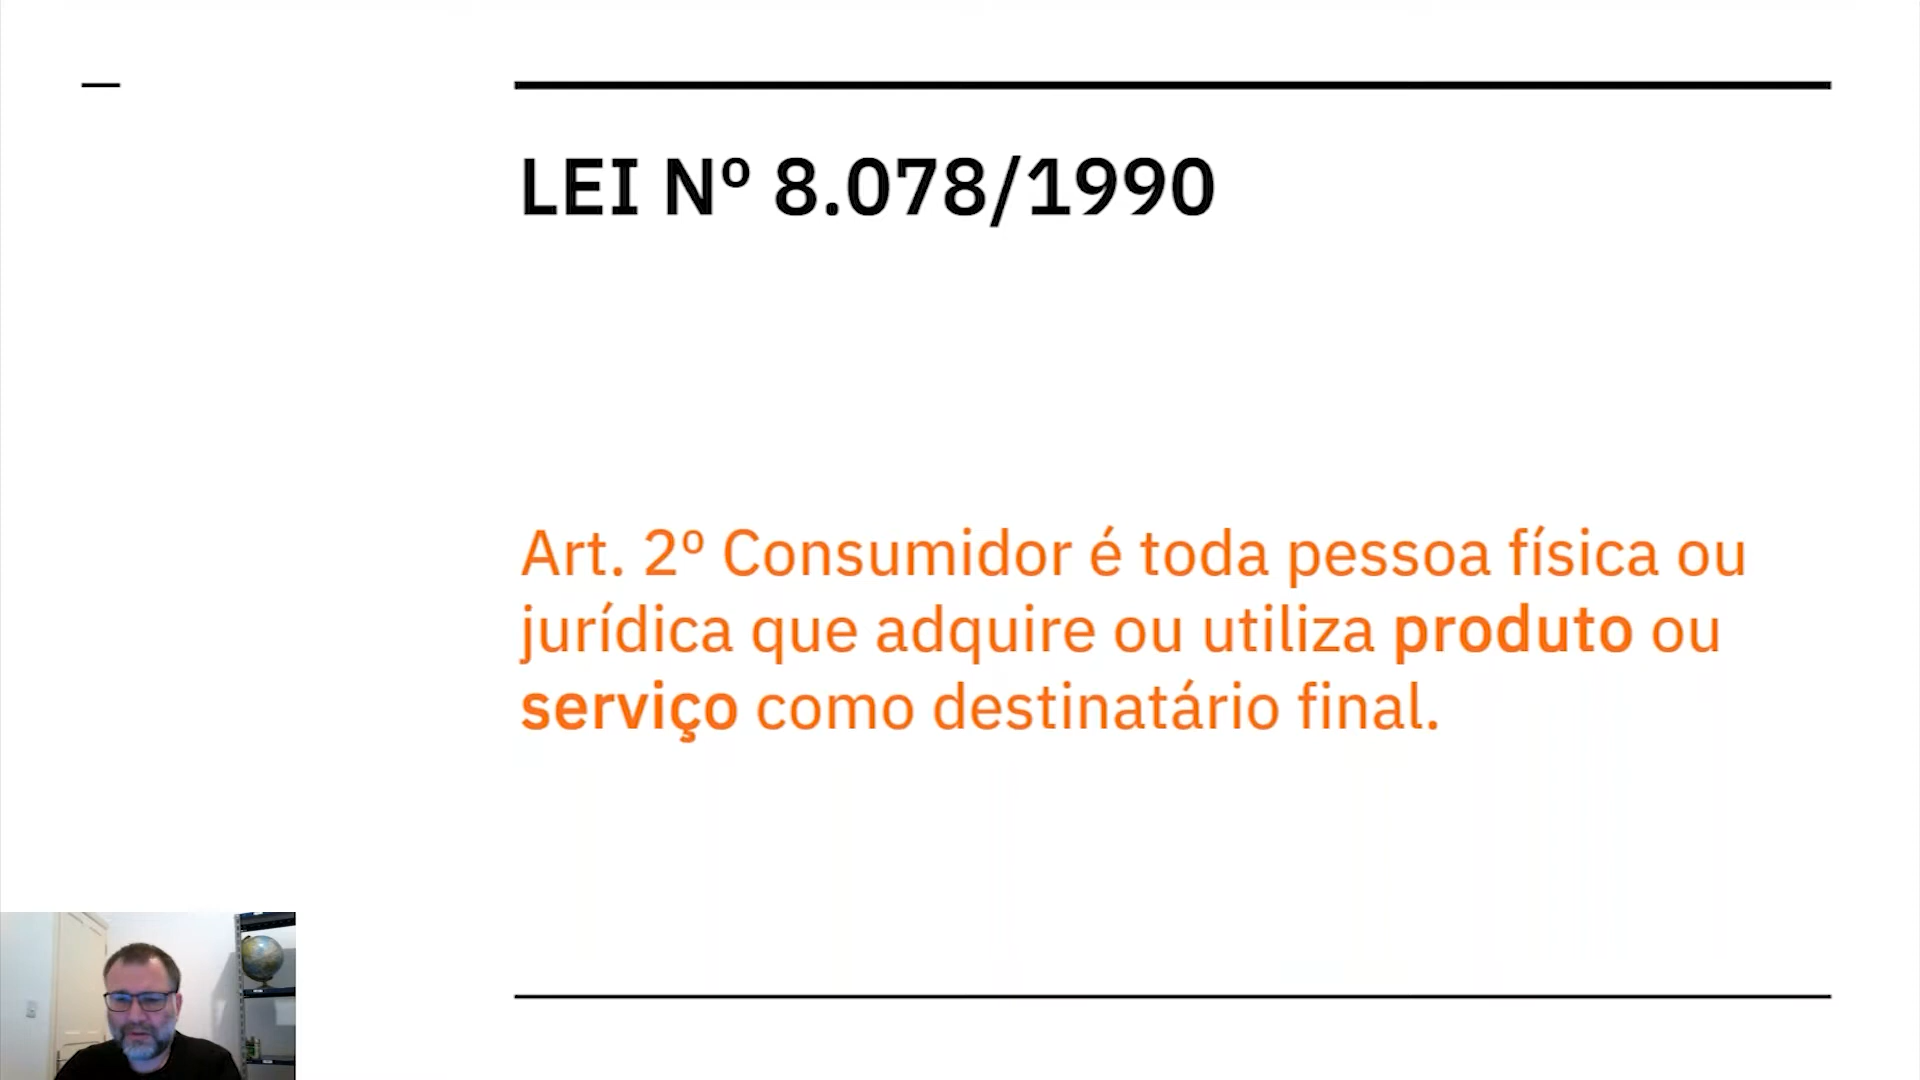 LEI Nº 8.078/1990
Art. 2º Consumidor é toda pessoa física ou
jurídica que adquire ou utiliza produto ou
serviço como destinatário final.